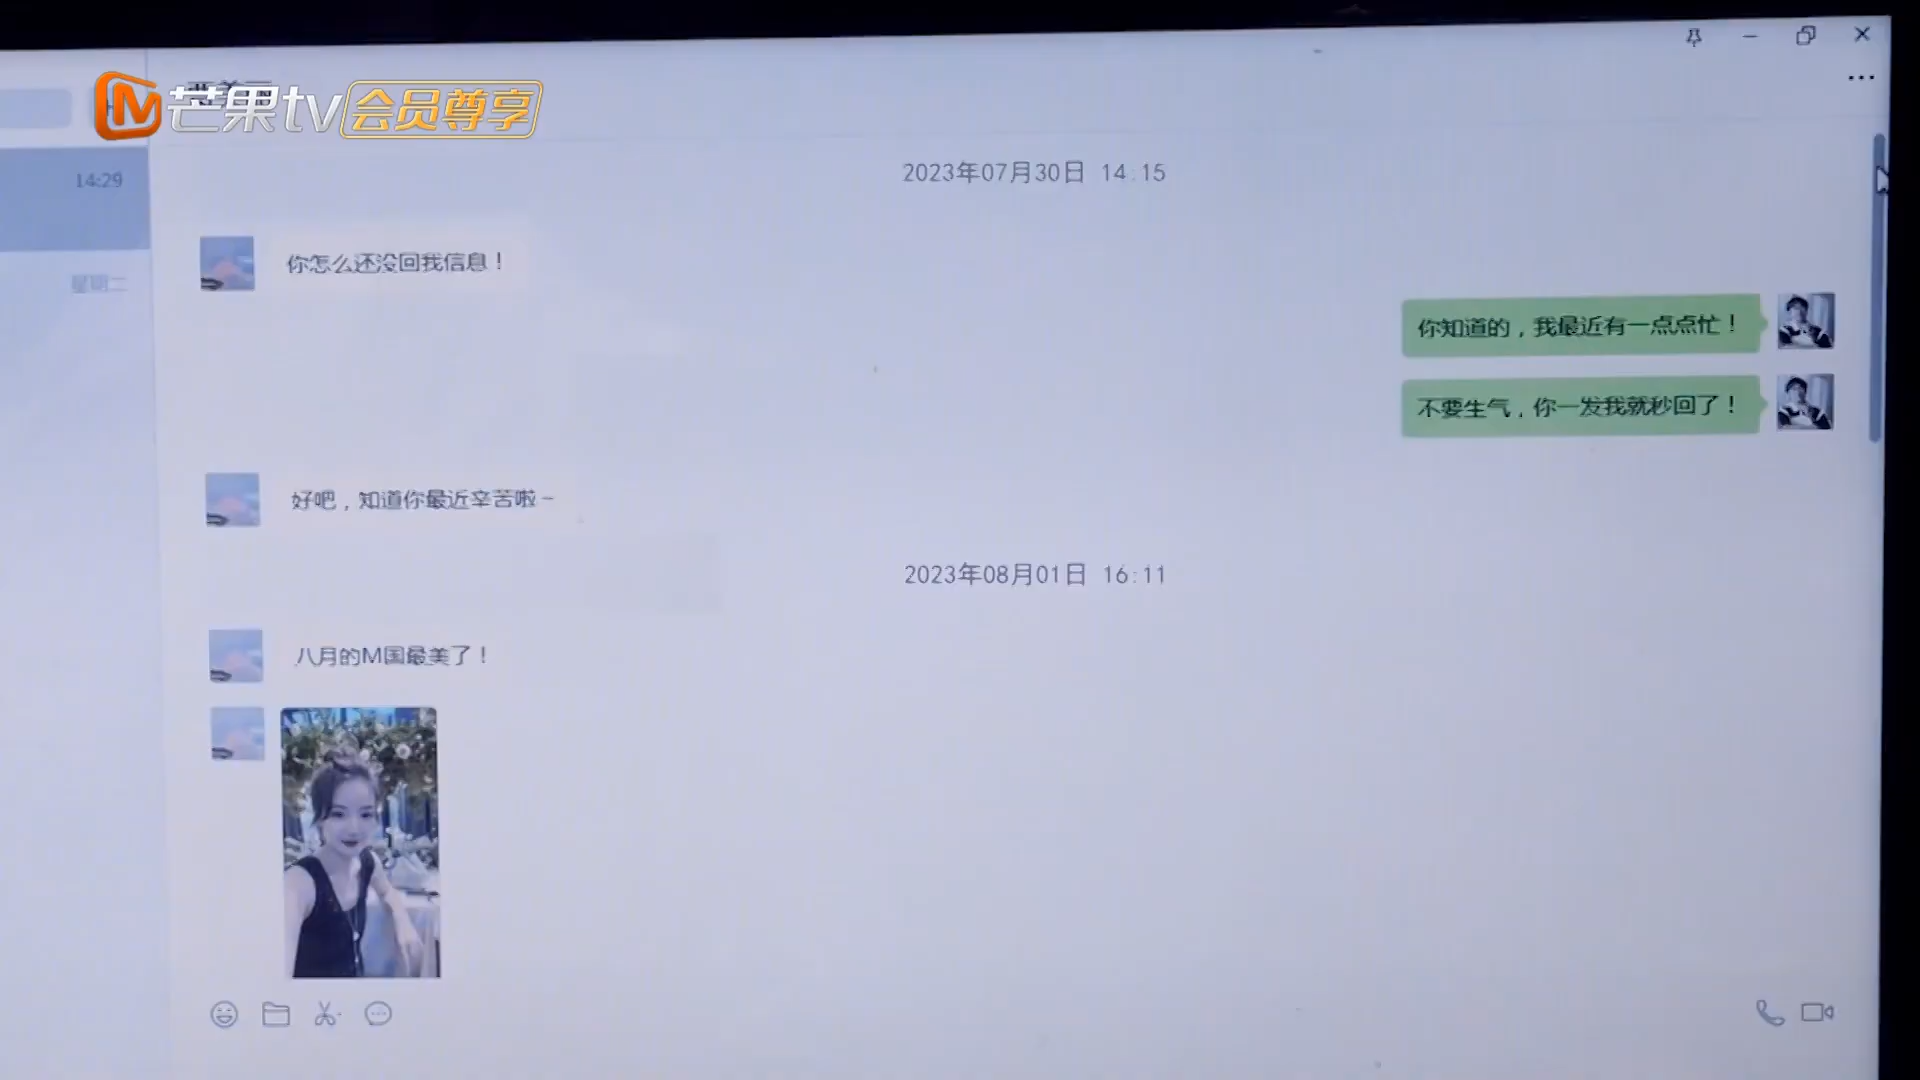 芒果tv会员尊享
2023年07月30日 14:15
14:29
你怎么还没回我信息！
星期二
你知道的，我最近有一点点忙！
不要生气，你一发我就秒回了！
好吧，知道你最近辛苦啦~
2023年08月01日 16:11
八月的M国最美了！